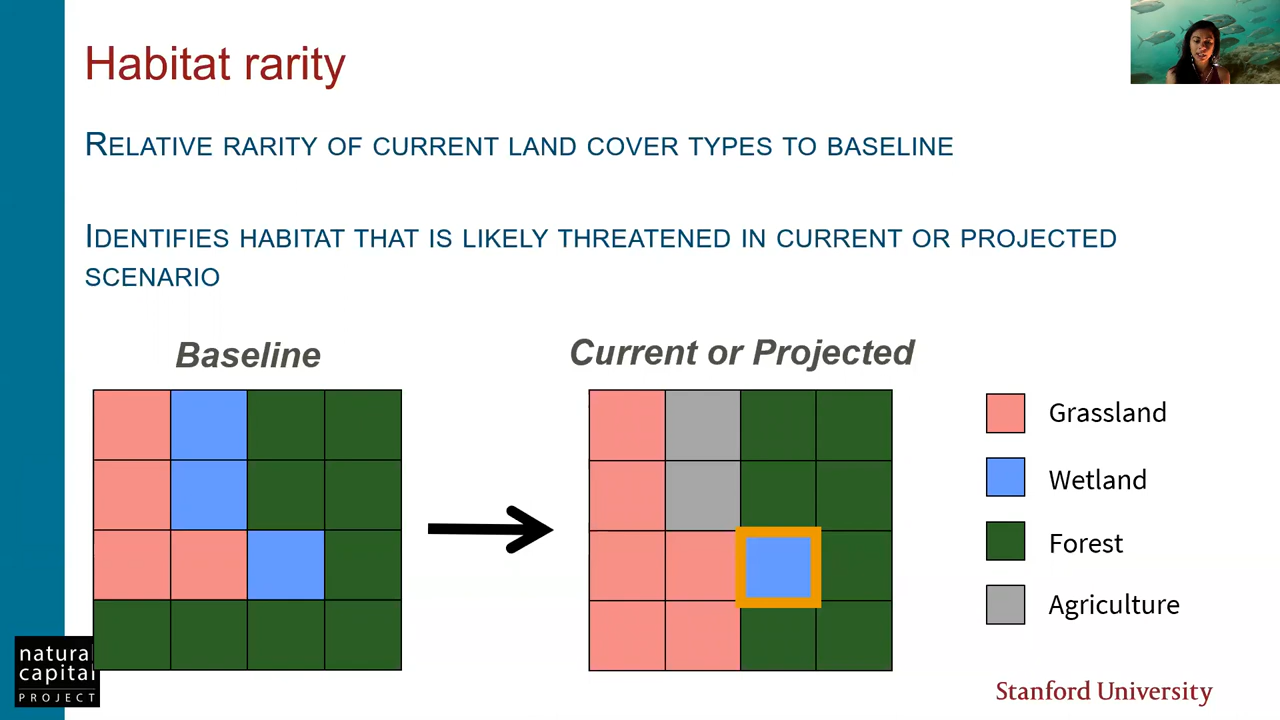 Habitat rarity
RELATIVE RARITY OF CURRENT LAND COVER TYPES TO BASELINE
IDENTIFIES HABITAT THAT IS LIKELY THREATENED IN CURRENT OR PROJECTED
SCENARIO
Baseline
Current or Projected
Grassland
Wetland
Forest
Agriculture
natural
capital
PROJECT
Stanford University